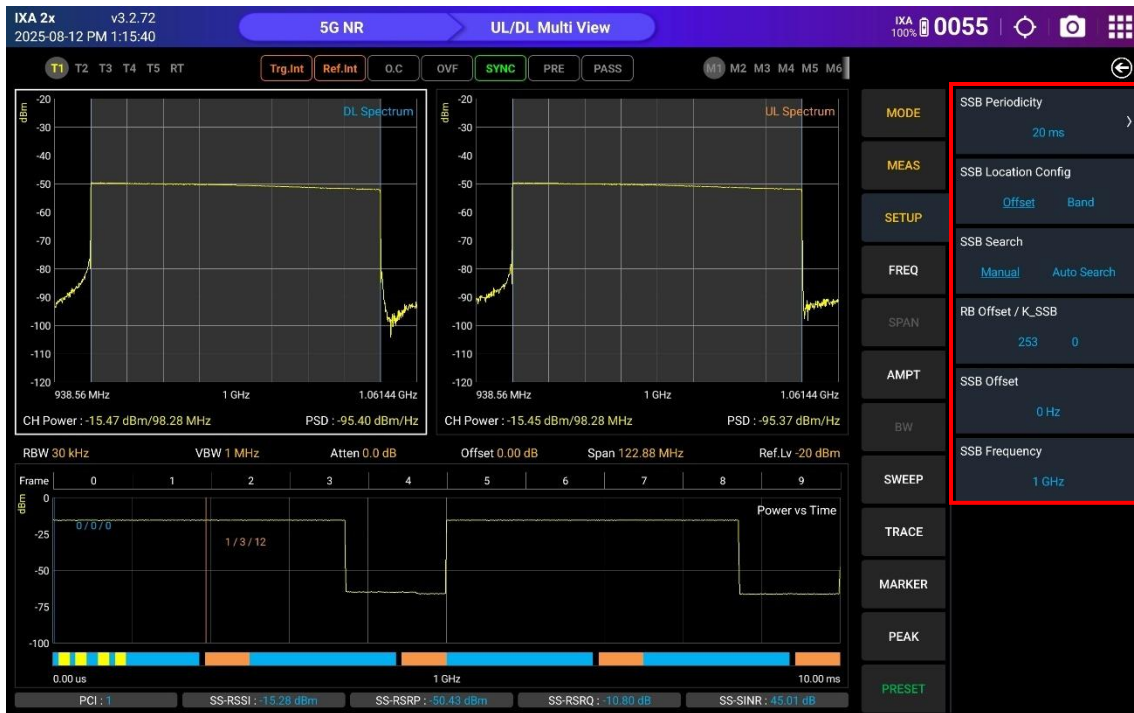 IXA 2x v3.2.72
2025-08-12 PM 1:15:40
5G NR
UL/DL Multi View
IXA 100% 0055
T1 T2 T3 T4 T5 RT
Trg.Int Ref.Int O.C OVF SYNC PRE PASS
M1 M2 M3 M4 M5 M6
dBm
DL Spectrum
-20
-30
-40
-50
-60
-70
-80
-90
-100
-110
-120
938.56 MHz 1 GHz 1.06144 GHz
CH Power : -15.47 dBm/98.28 MHz PSD : -95.40 dBm/Hz
dBm
UL Spectrum
-20
-30
-40
-50
-60
-70
-80
-90
-100
-110
-120
938.56 MHz 1 GHz 1.06144 GHz
CH Power : -15.45 dBm/98.28 MHz PSD : -95.37 dBm/Hz
RBW 30 kHz VBW 1 MHz Atten 0.0 dB Offset 0.00 dB Span 122.88 MHz Ref.Lv -20 dBm
Frame 0 1 2 3 4 5 6 7 8 9
dBm
Power vs Time
0
-25
-50
-75
-100
0 / 0 / 0
1 / 3 / 12
0.00 us 1 GHz 10.00 ms
PCI : 1 SS-RSSI : -15.28 dBm SS-RSRP : -50.43 dBm SS-RSRQ : -10.80 dB SS-SINR : 45.01 dB
MODE
MEAS
SETUP
FREQ
SPAN
AMPT
BW
SWEEP
TRACE
MARKER
PEAK
PRESET
SSB Periodicity
20 ms
SSB Location Config
Offset Band
SSB Search
Manual Auto Search
RB Offset / K_SSB
253 0
SSB Offset
0 Hz
SSB Frequency
1 GHz